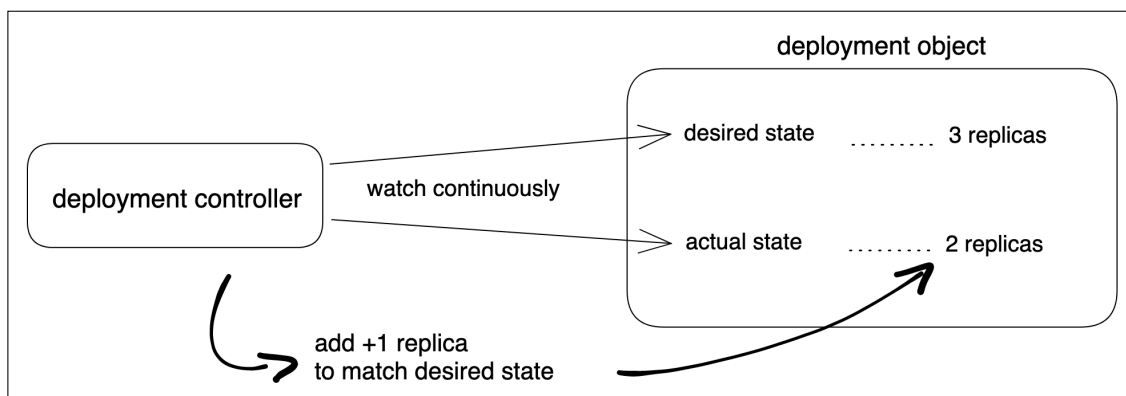 deployment object
desired state ......... 3 replicas
deployment controller
watch continuously
actual state ......... 2 replicas
add +1 replica
to match desired state